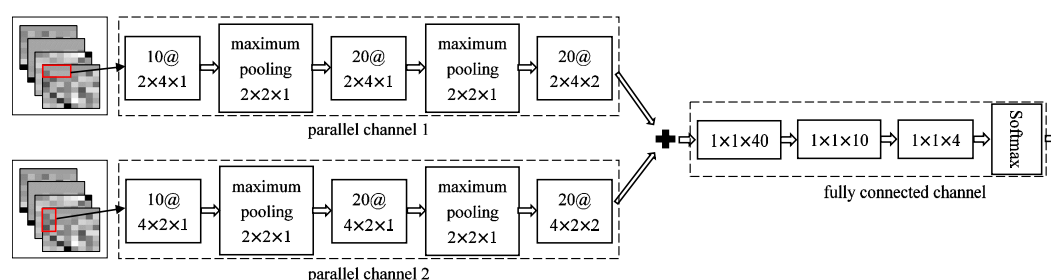 10@
2×4×1
maximum
pooling
2×2×1
20@
2×4×1
maximum
pooling
2×2×1
20@
2×4×2
parallel channel 1
10@
4×2×1
maximum
pooling
2×2×1
20@
4×2×1
maximum
pooling
2×2×1
20@
4×2×2
parallel channel 2
1×1×40
1×1×10
1×1×4
Softmax
fully connected channel